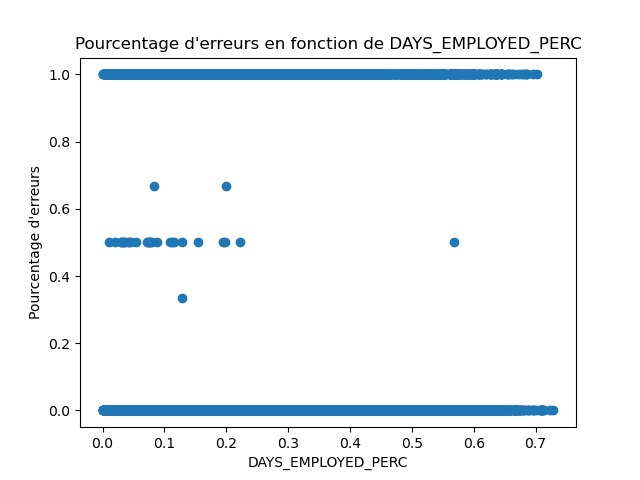 Pourcentage d'erreurs en fonction de DAYS_EMPLOYED_PERC
1.0
0.8
0.6
0.4
0.2
0.0
Pourcentage d'erreurs
0.0 0.1 0.2 0.3 0.4 0.5 0.6 0.7
DAYS_EMPLOYED_PERC